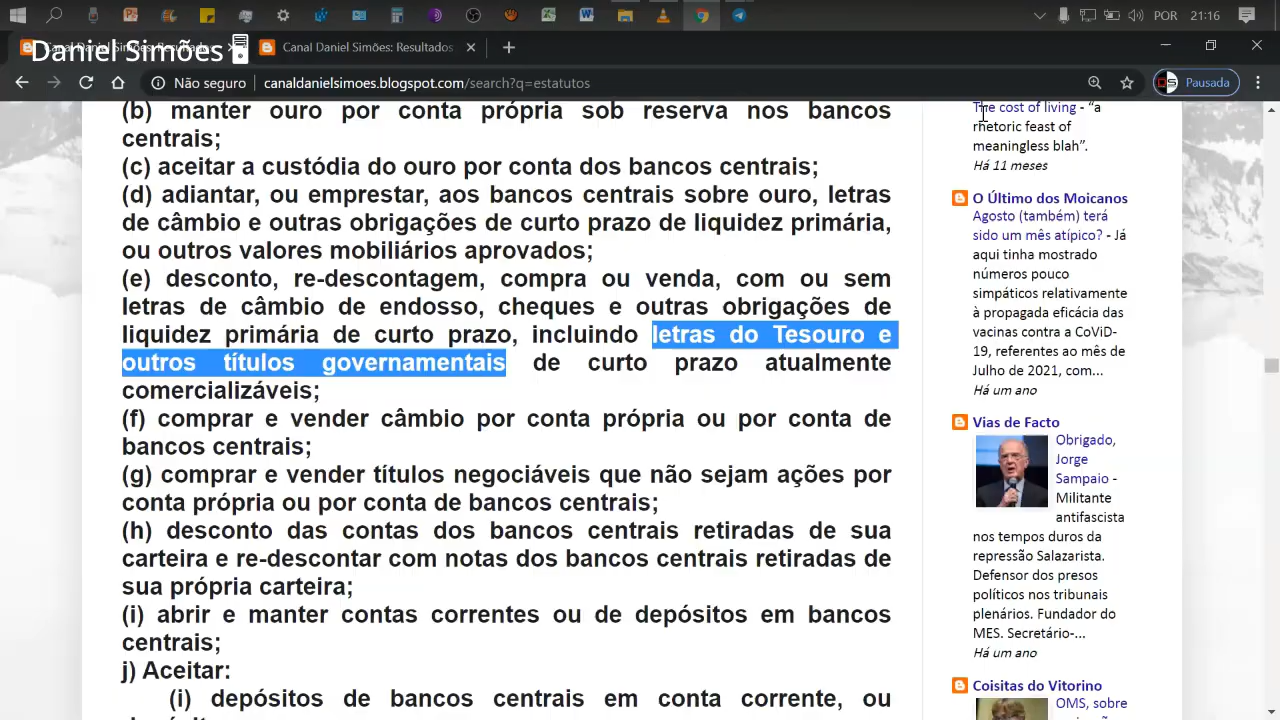 POR 21:16
Daniel Simões
Canal Daniel Simões: Resultados
Canal Daniel Simões: Resultados
Não seguro
canaldanielsimoes.blogspot.com/search?q=estatutos
Pausada
(b) manter ouro por conta própria sob reserva nos bancos
centrais;
(c) aceitar a custódia do ouro por conta dos bancos centrais;
(d) adiantar, ou emprestar, aos bancos centrais sobre ouro, letras
de câmbio e outras obrigações de curto prazo de liquidez primária,
ou outros valores mobiliários aprovados;
(e) desconto, re-descontagem, compra ou venda, com ou sem
letras de câmbio de endosso, cheques e outras obrigações de
liquidez primária de curto prazo, incluindo letras do Tesouro e
outros títulos governamentais de curto prazo atualmente
comercializáveis;
(f) comprar e vender câmbio por conta própria ou por conta de
bancos centrais;
(g) comprar e vender títulos negociáveis que não sejam ações por
conta própria ou por conta de bancos centrais;
(h) desconto das contas dos bancos centrais retiradas de sua
carteira e re-descontar com notas dos bancos centrais retiradas de
sua própria carteira;
(i) abrir e manter contas correntes ou de depósitos em bancos
centrais;
j) Aceitar:
(i) depósitos de bancos centrais em conta corrente, ou
The cost of living - “a
rhetoric feast of
meaningless blah”.
Há 11 meses
O Último dos Moicanos
Agosto (também) terá
sido um mês atípico? - Já
aqui tinha mostrado
números pouco
simpáticos relativamente
à propagada eficácia das
vacinas contra a CoViD-
19, referentes ao mês de
Julho de 2021, com...
Há um ano
Vias de Facto
Obrigado,
Jorge
Sampaio -
Militante
antifascista
nos tempos duros da
repressão Salazarista.
Defensor dos presos
políticos nos tribunais
plenários. Fundador do
MES. Secretário-...
Há um ano
Coisitas do Vitorino
OMS, sobre